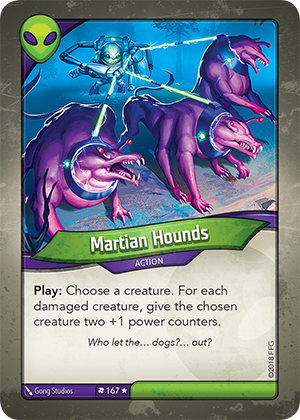 Martian Hounds
ACTION
Play: Choose a creature. For each
damaged creature, give the chosen
creature two +1 power counters.
Who let the… dogs?… out?
©2018 FFG
Gong Studios
167